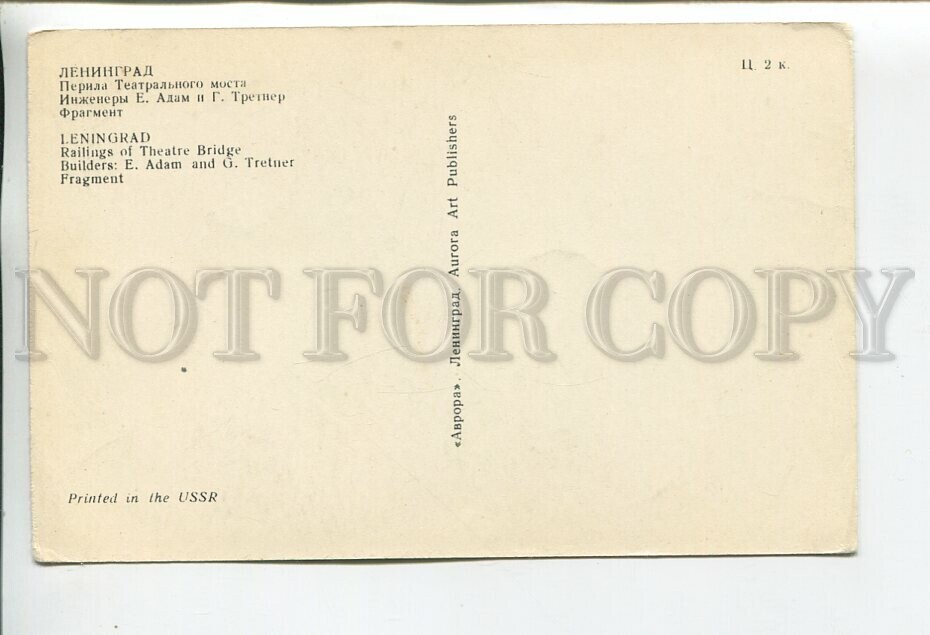 ЛЕНИНГРАД
Перила Театрального моста
Инженеры Е. Адам и Г. Третнер
Фрагмент
LENINGRAD
Railings of Theatre Bridge
Builders: E. Adam and G. Tretner
Fragment
Ц. 2 к.
«Аврора». Ленинград. Aurora Art Publishers
NOT FOR COPY
Printed in the USSR